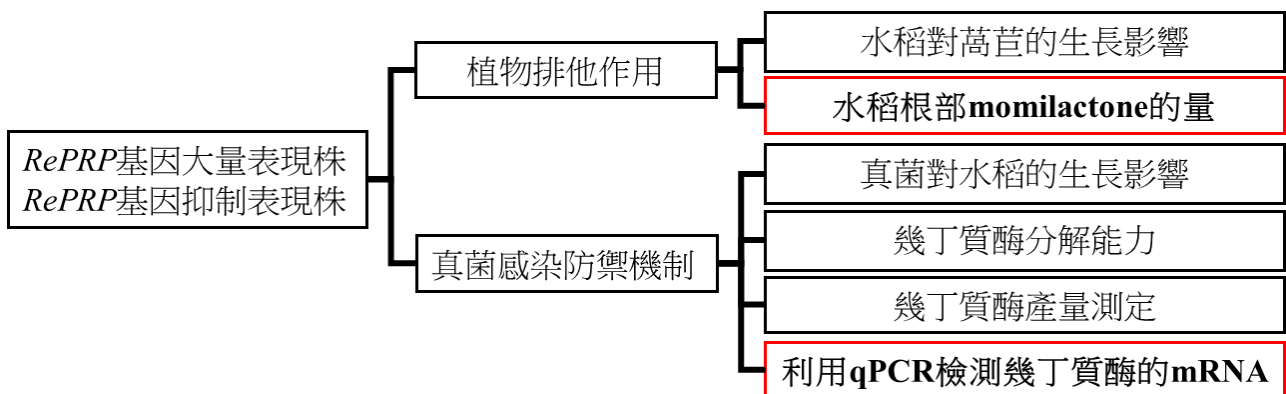 RePRP基因大量表現株
RePRP基因抑制表現株
植物排他作用
水稻對萵苣的生長影響
水稻根部momilactone的量
真菌感染防禦機制
真菌對水稻的生長影響
幾丁質酶分解能力
幾丁質酶產量測定
利用qPCR檢測幾丁質酶的mRNA